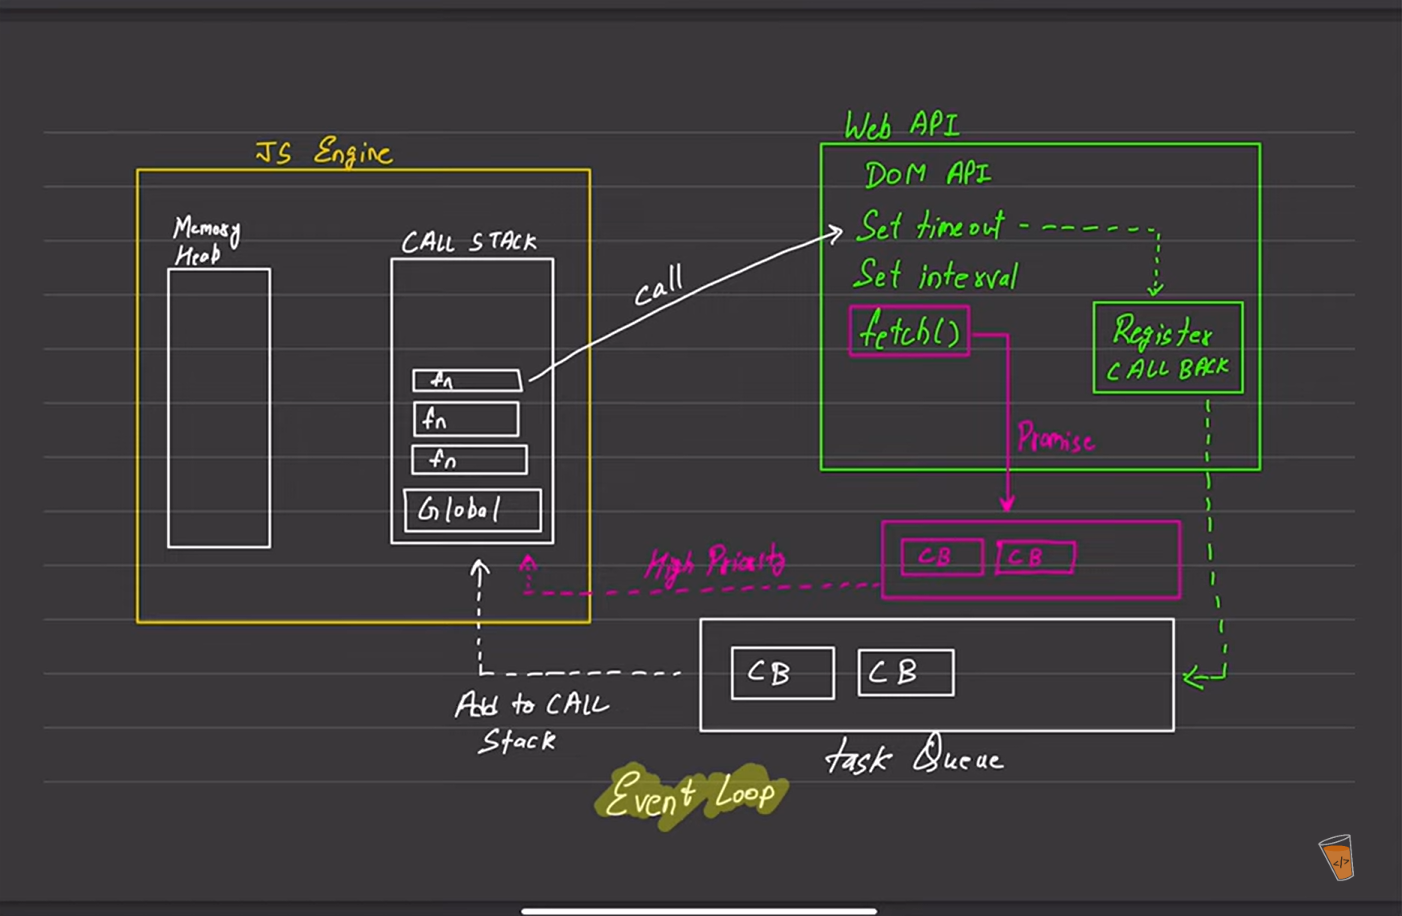 JS Engine
Memory
Heap
CALL STACK
fn
fn
fn
Global
call
Web API
DOM API
Set timeout
Set interval
fetch()
Register
CALL BACK
Promise
CB CB
High Priority
CB CB
Add to CALL
Stack
task Queue
Event Loop
</>